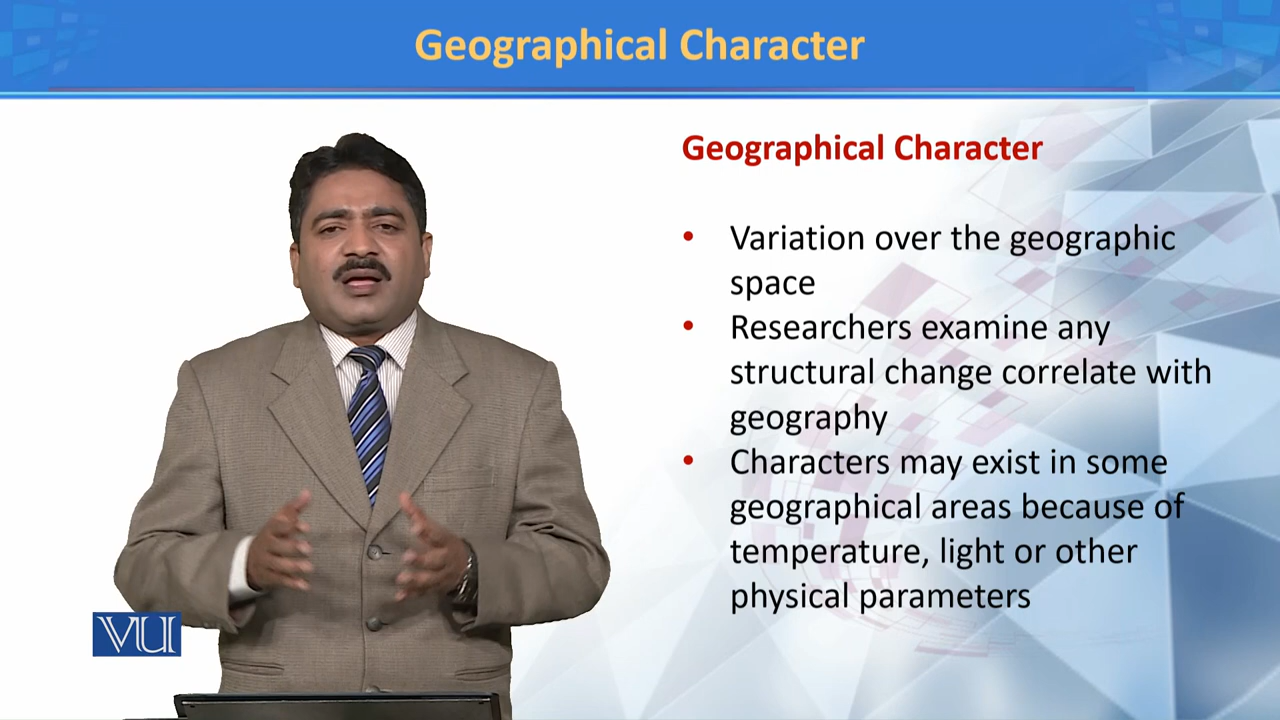 Geographical Character
Geographical Character
• Variation over the geographic
space
• Researchers examine any
structural change correlate with
geography
• Characters may exist in some
geographical areas because of
temperature, light or other
physical parameters
VU